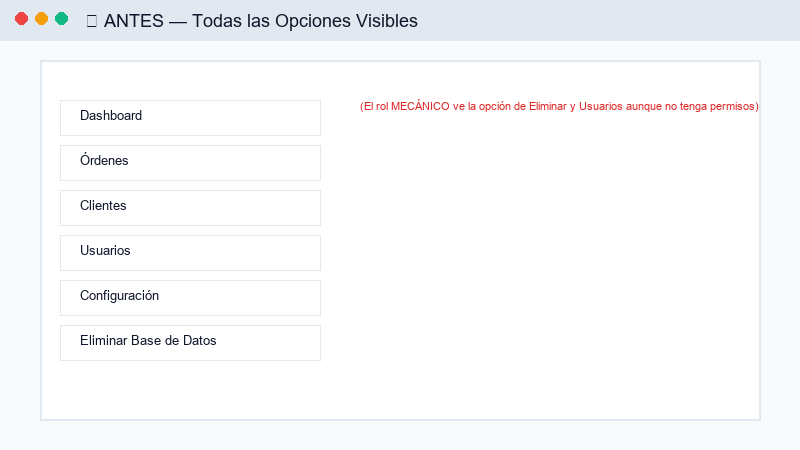 ANTES — Todas las Opciones Visibles
(El rol MECÁNICO ve la opción de Eliminar y Usuarios aunque no tenga permisos)
Dashboard
Órdenes
Clientes
Usuarios
Configuración
Eliminar Base de Datos